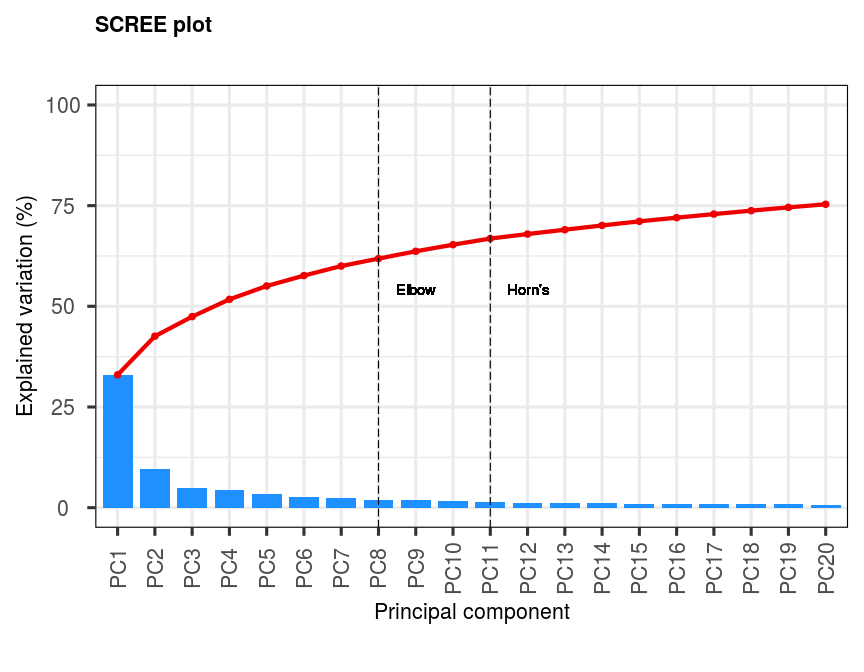 SCREE plot
100
75
50
25
0
Explained variation (%)
Elbow
Horn's
PC1
PC2
PC3
PC4
PC5
PC6
PC7
PC8
PC9
PC10
PC11
PC12
PC13
PC14
PC15
PC16
PC17
PC18
PC19
PC20
Principal component